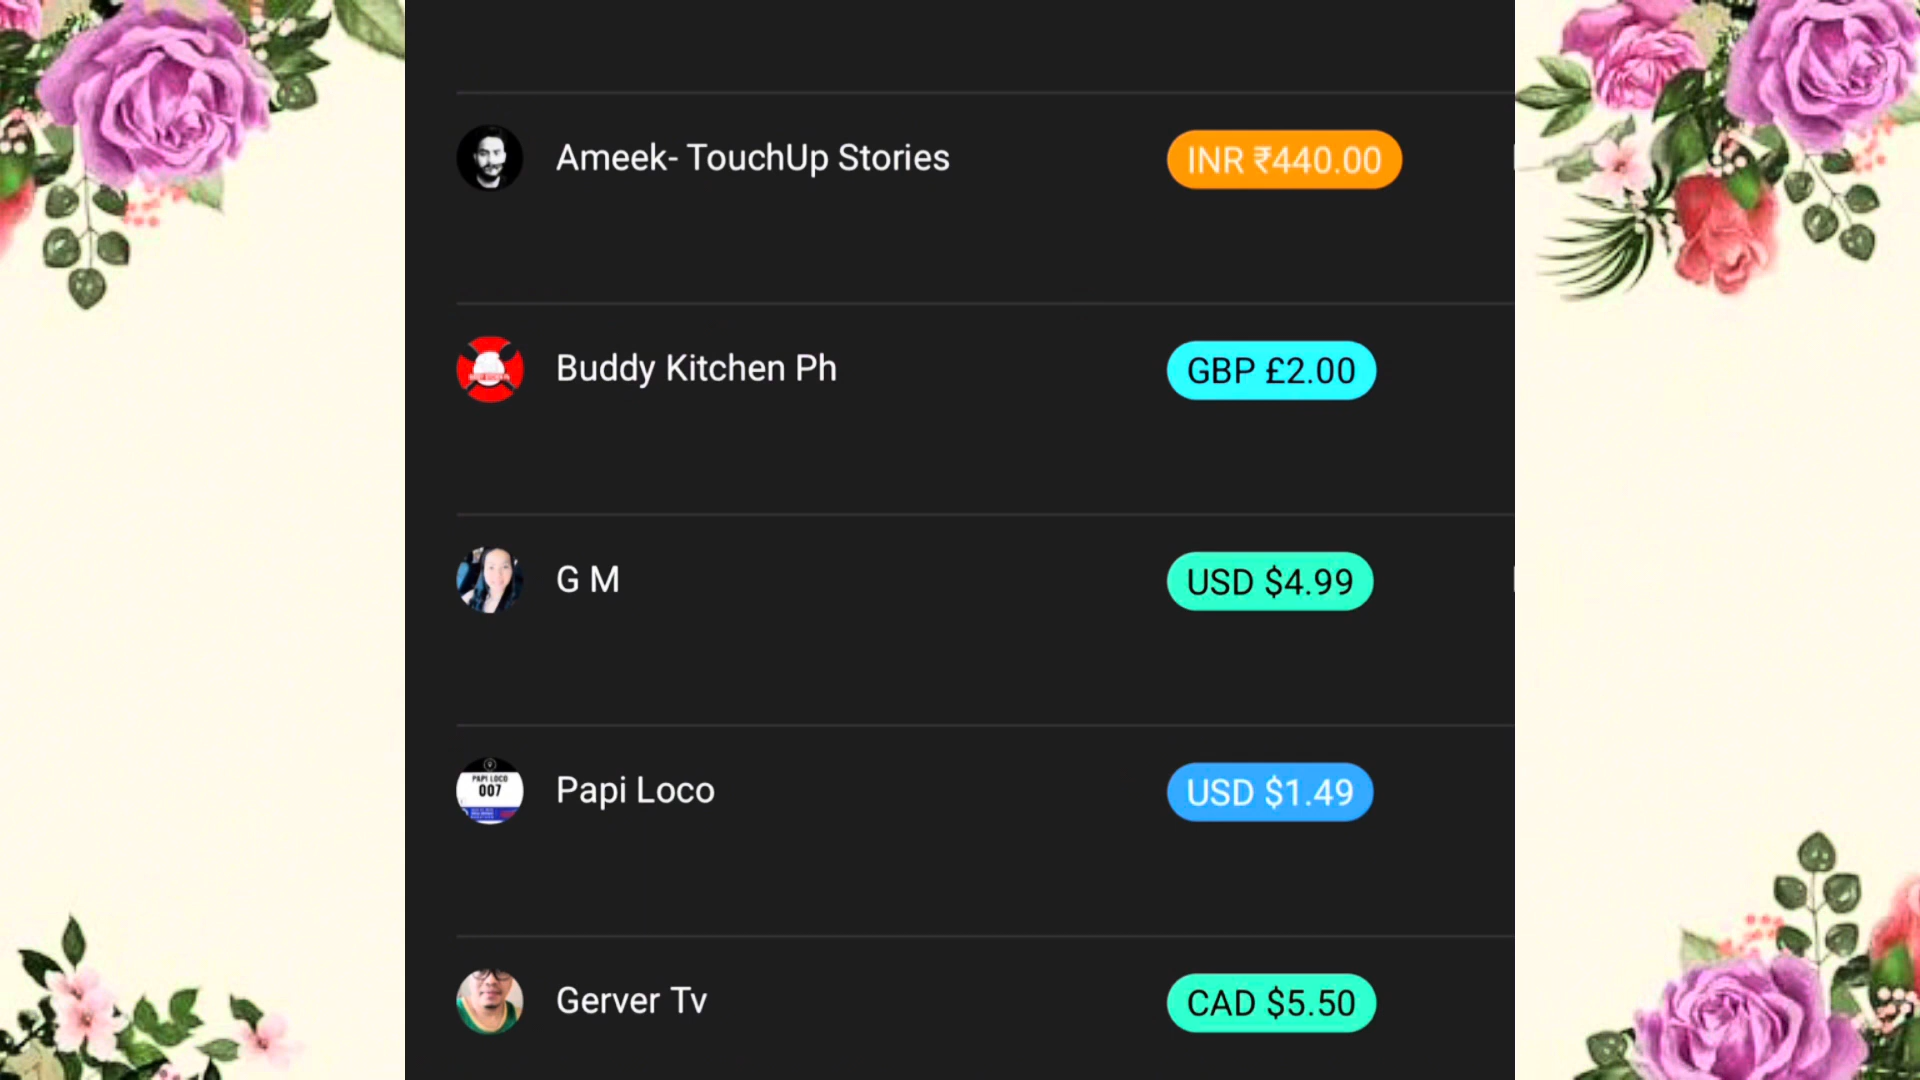 Ameek- TouchUp Stories INR ₹440.00
Buddy Kitchen Ph GBP £2.00
G M USD $4.99
PAPI LOCO
007
Papi Loco USD $1.49
Gerver Tv CAD $5.50